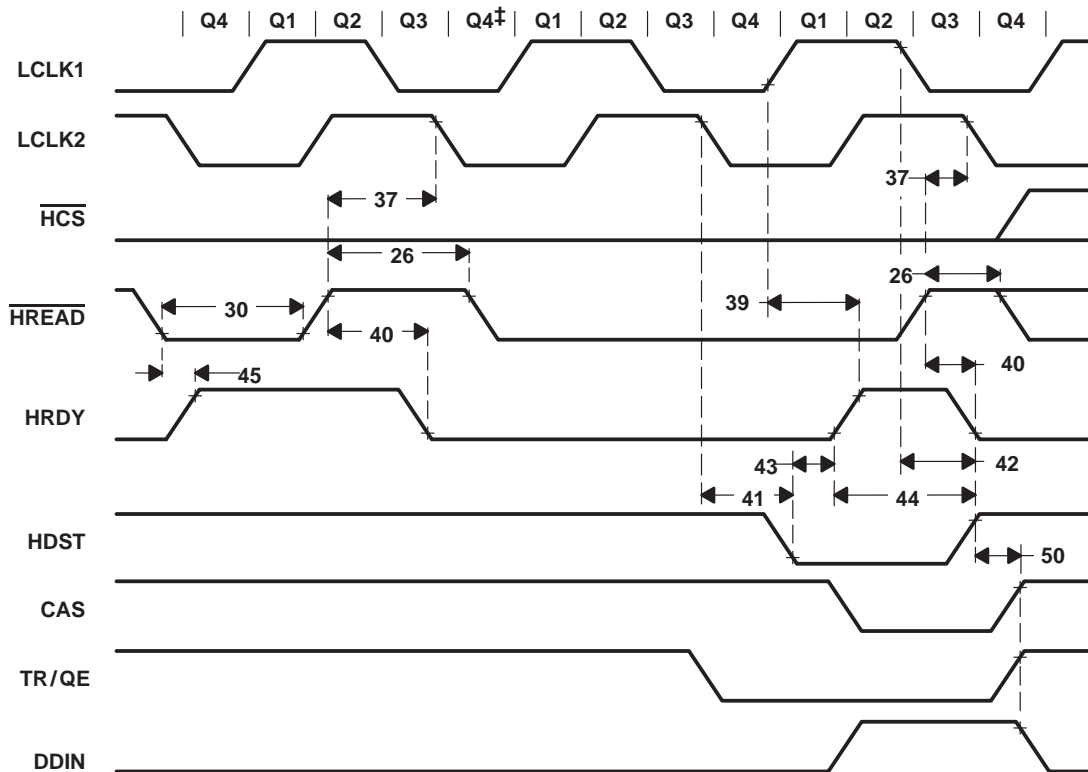 Q4 Q1 Q2 Q3 Q4‡ Q1 Q2 Q3 Q4 Q1 Q2 Q3 Q4
LCLK1
LCLK2
37
37
HCS
26
26
30
39
HREAD
40
40
45
HRDY
43
42
41
44
HDST
50
CAS
TR/QE
DDIN